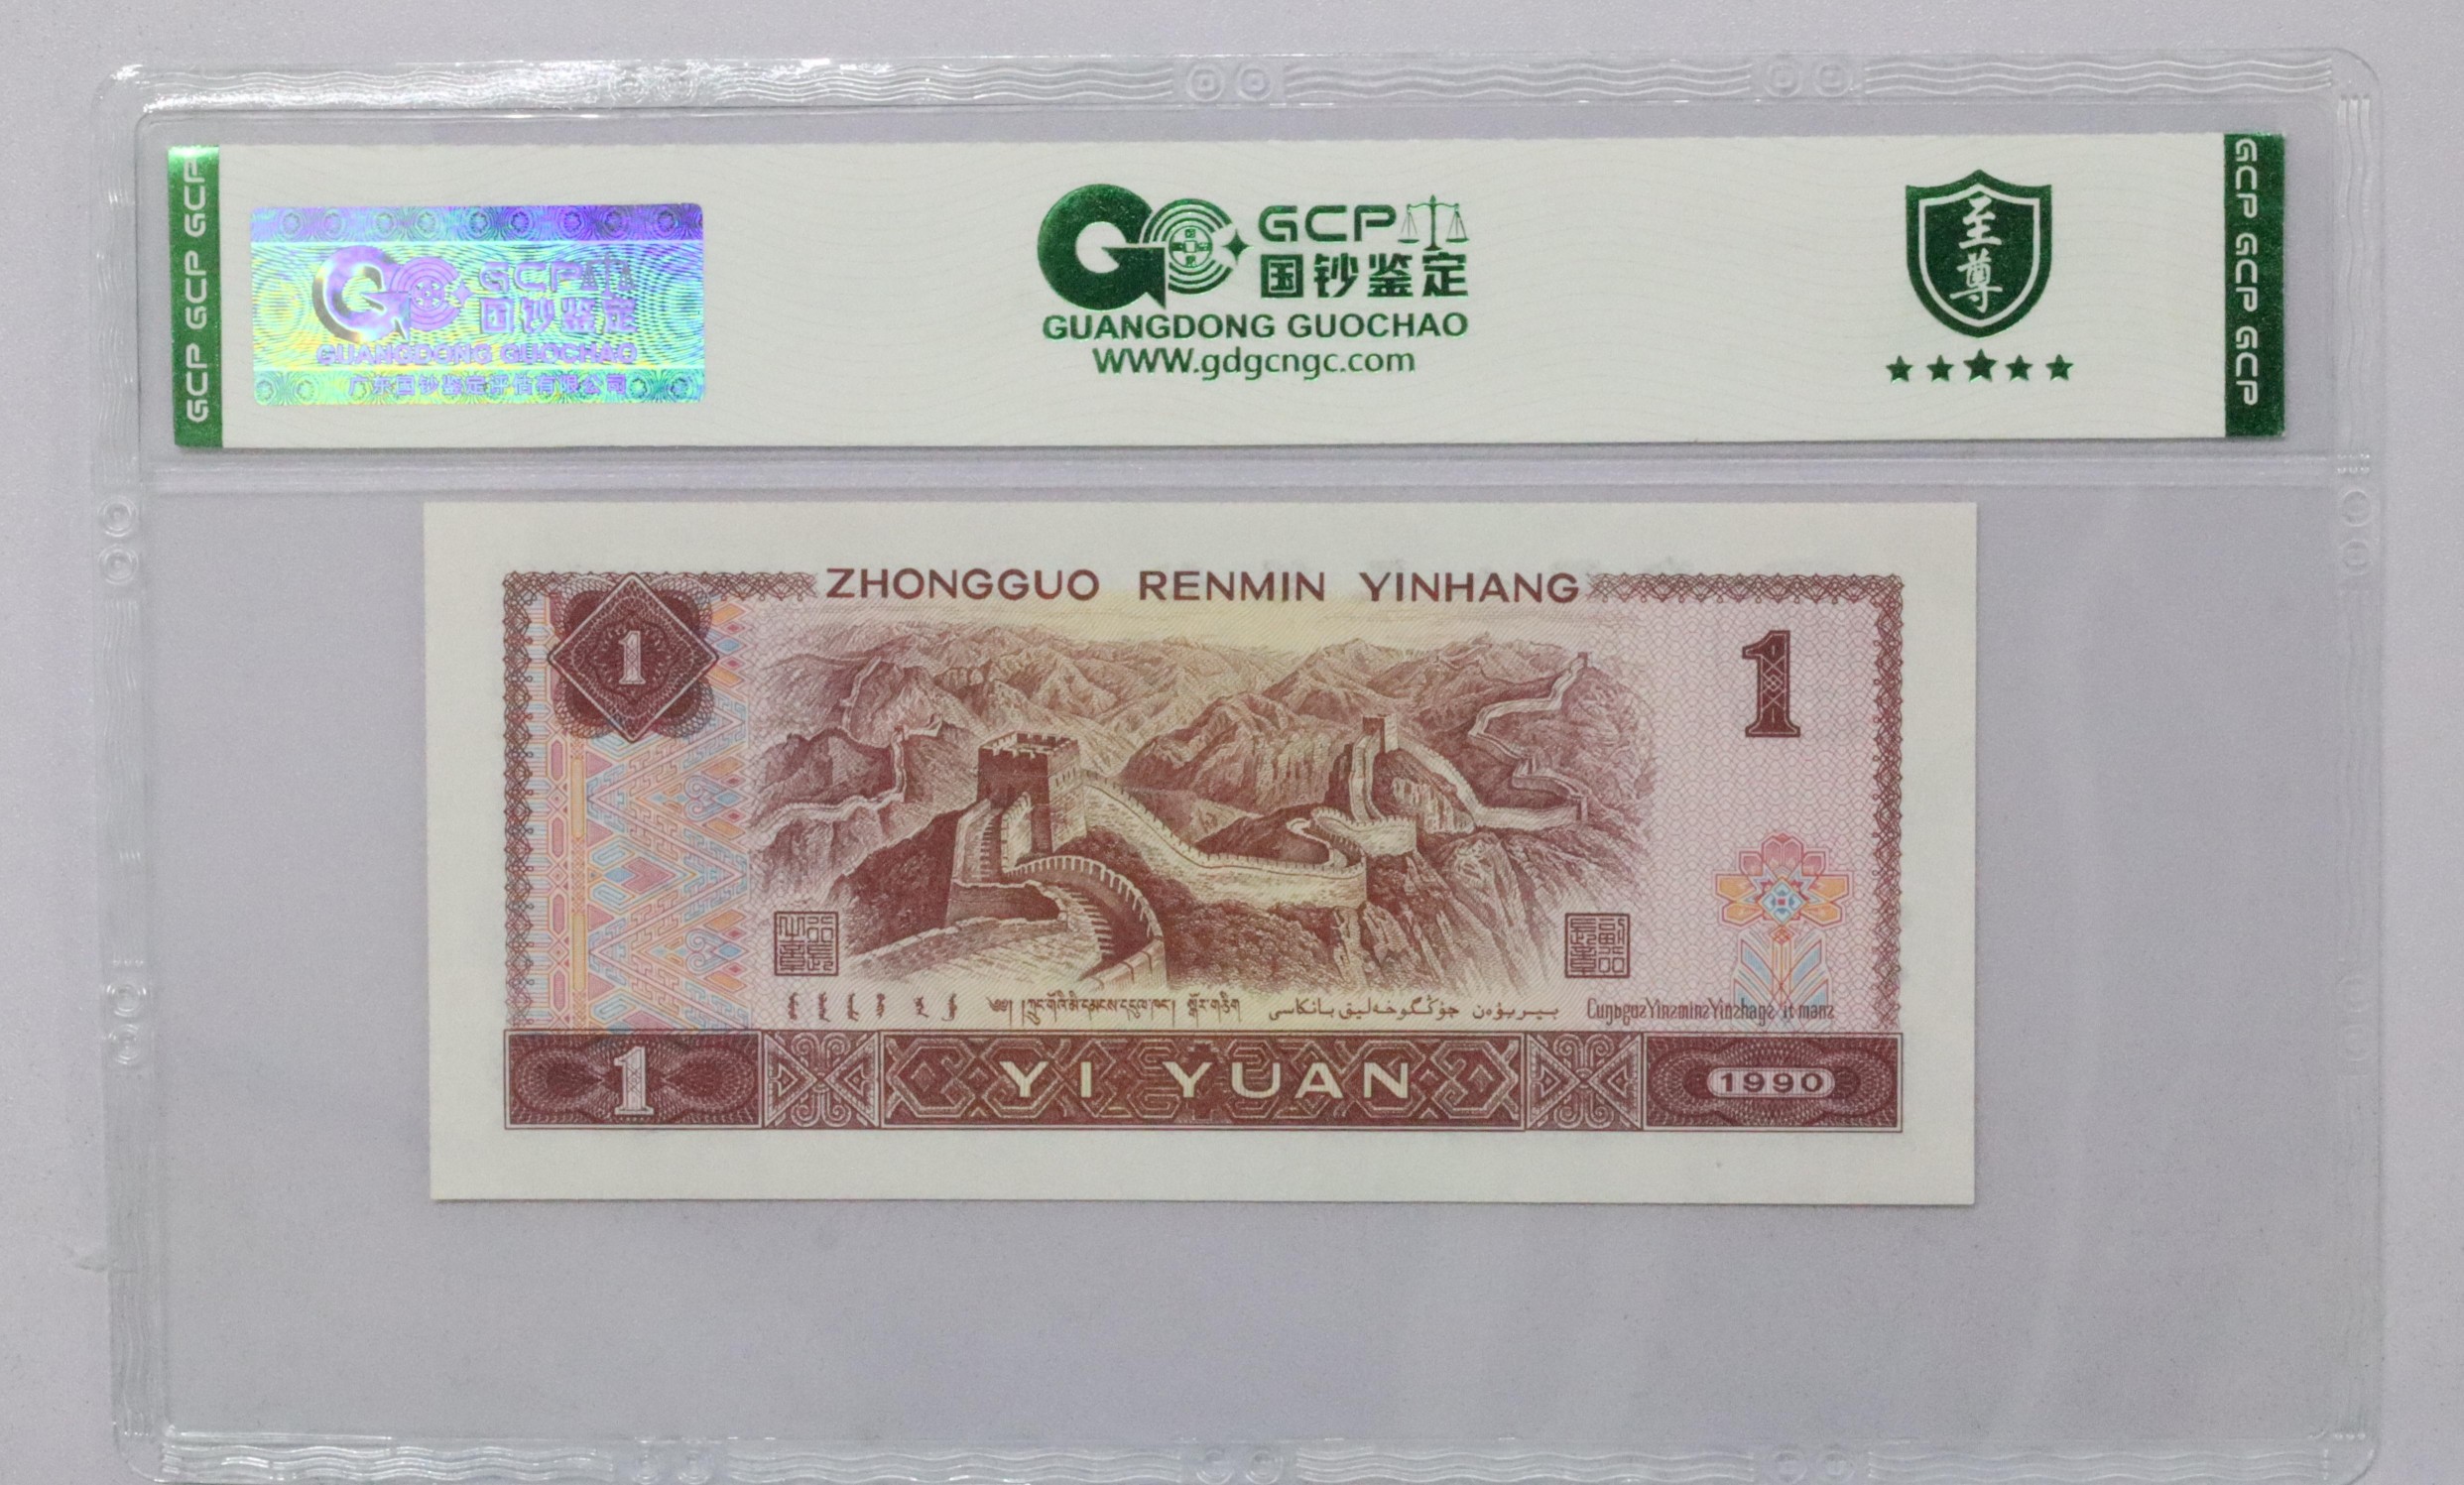 GCP GCP GCP
GCP
国钞鉴定
GUANGDONG GUOCHAO
广东国钞鉴定评估有限公司
GCP
国钞鉴定
GUANGDONG GUOCHAO
WWW.gdgcngc.com
至尊
GCP GCP GCP
ZHONGGUO RENMIN YINHANG
1
1
1
YI YUAN
1990